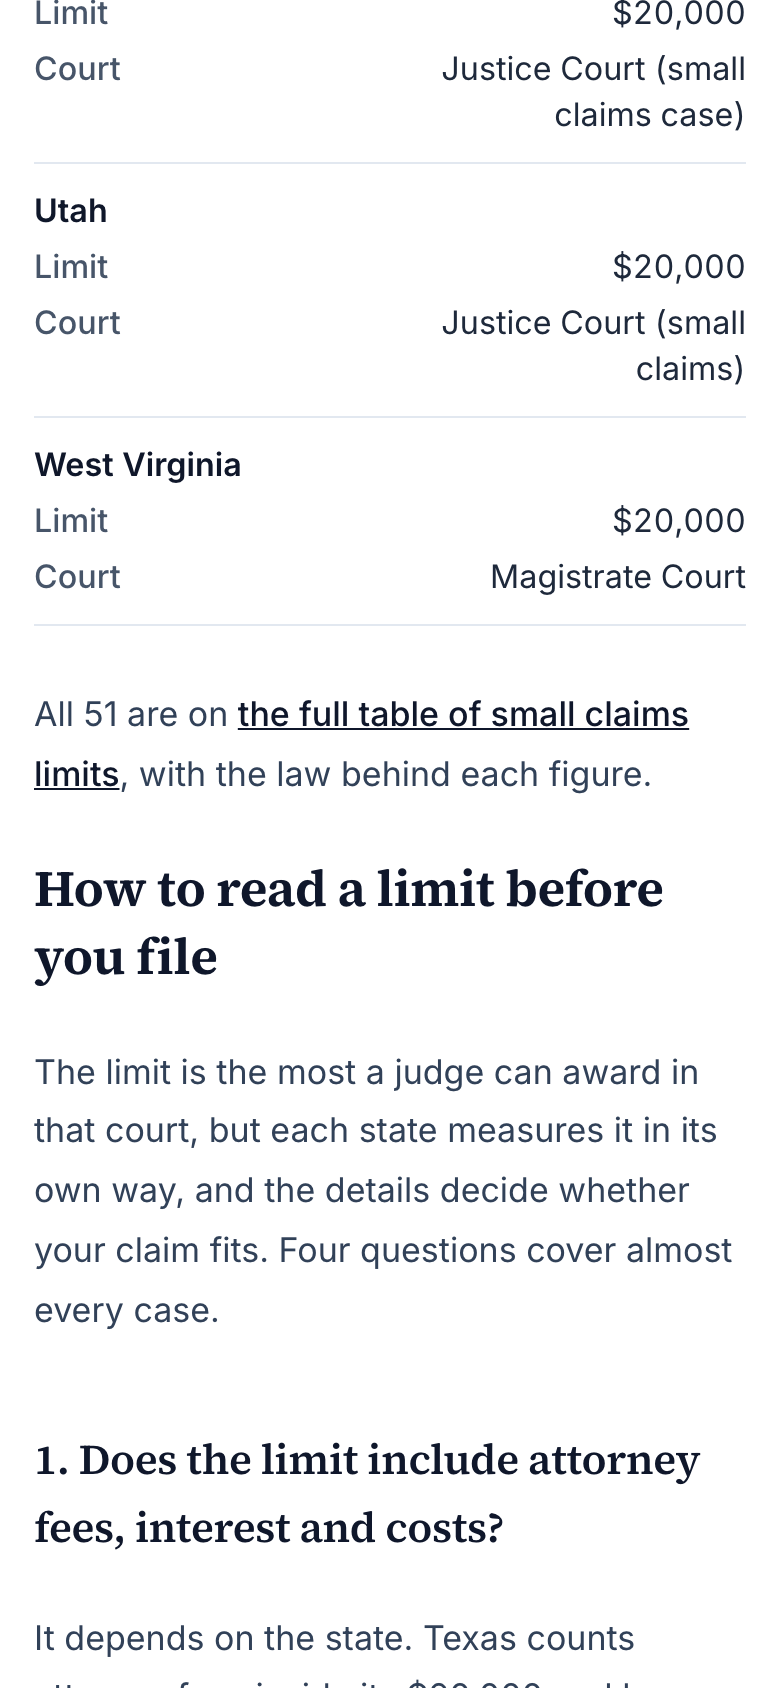 Limit $20,000
Court Justice Court (small
claims case)
Utah
Limit $20,000
Court Justice Court (small
claims)
West Virginia
Limit $20,000
Court Magistrate Court
All 51 are on the full table of small claims
limits, with the law behind each figure.
How to read a limit before
you file
The limit is the most a judge can award in
that court, but each state measures it in its
own way, and the details decide whether
your claim fits. Four questions cover almost
every case.
1. Does the limit include attorney
fees, interest and costs?
It depends on the state. Texas counts